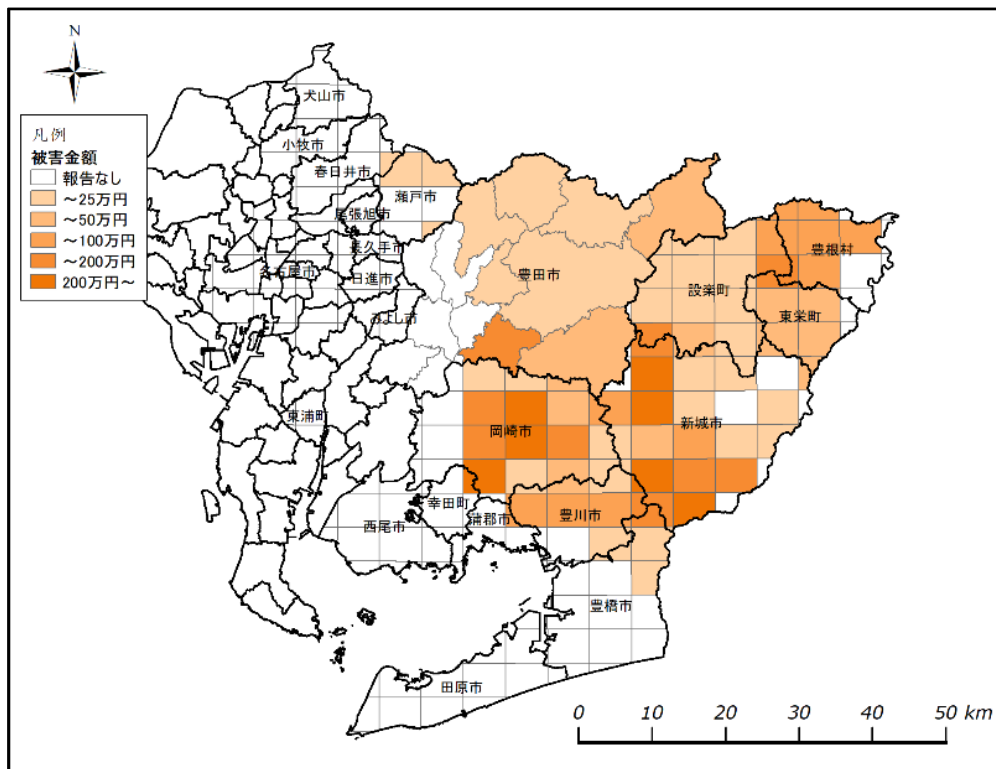 N
犬山市
小牧市
凡例
被害金額
報告なし
～25万円
～50万円
～100万円
～200万円
200万円～
春日井市
瀬戸市
尾張旭市
長久手市
名古屋市
日進市
みよし市
豊田市
設楽町
豊根村
東栄町
東浦町
岡崎市
新城市
幸田町
西尾市
蒲郡市
豊川市
豊橋市
田原市
0 10 20 30 40 50 km